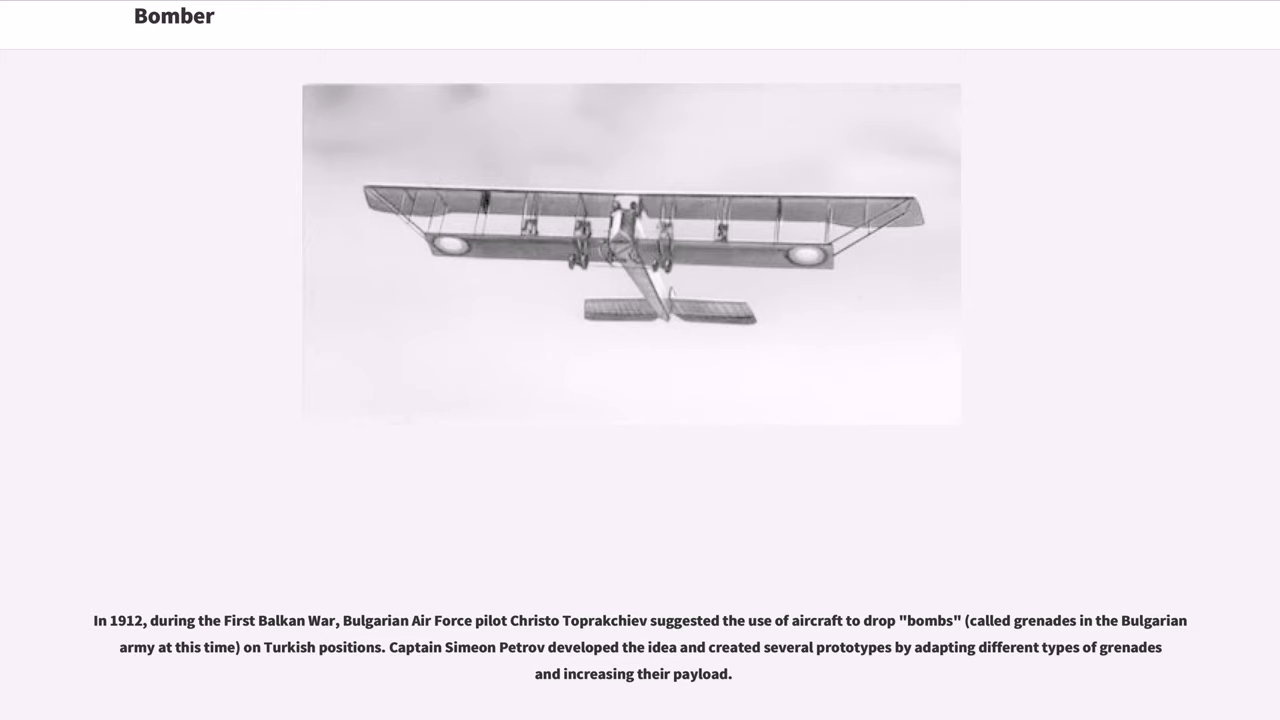 Bomber
In 1912, during the First Balkan War, Bulgarian Air Force pilot Christo Toprakchiev suggested the use of aircraft to drop "bombs" (called grenades in the Bulgarian
army at this time) on Turkish positions. Captain Simeon Petrov developed the idea and created several prototypes by adapting different types of grenades
and increasing their payload.